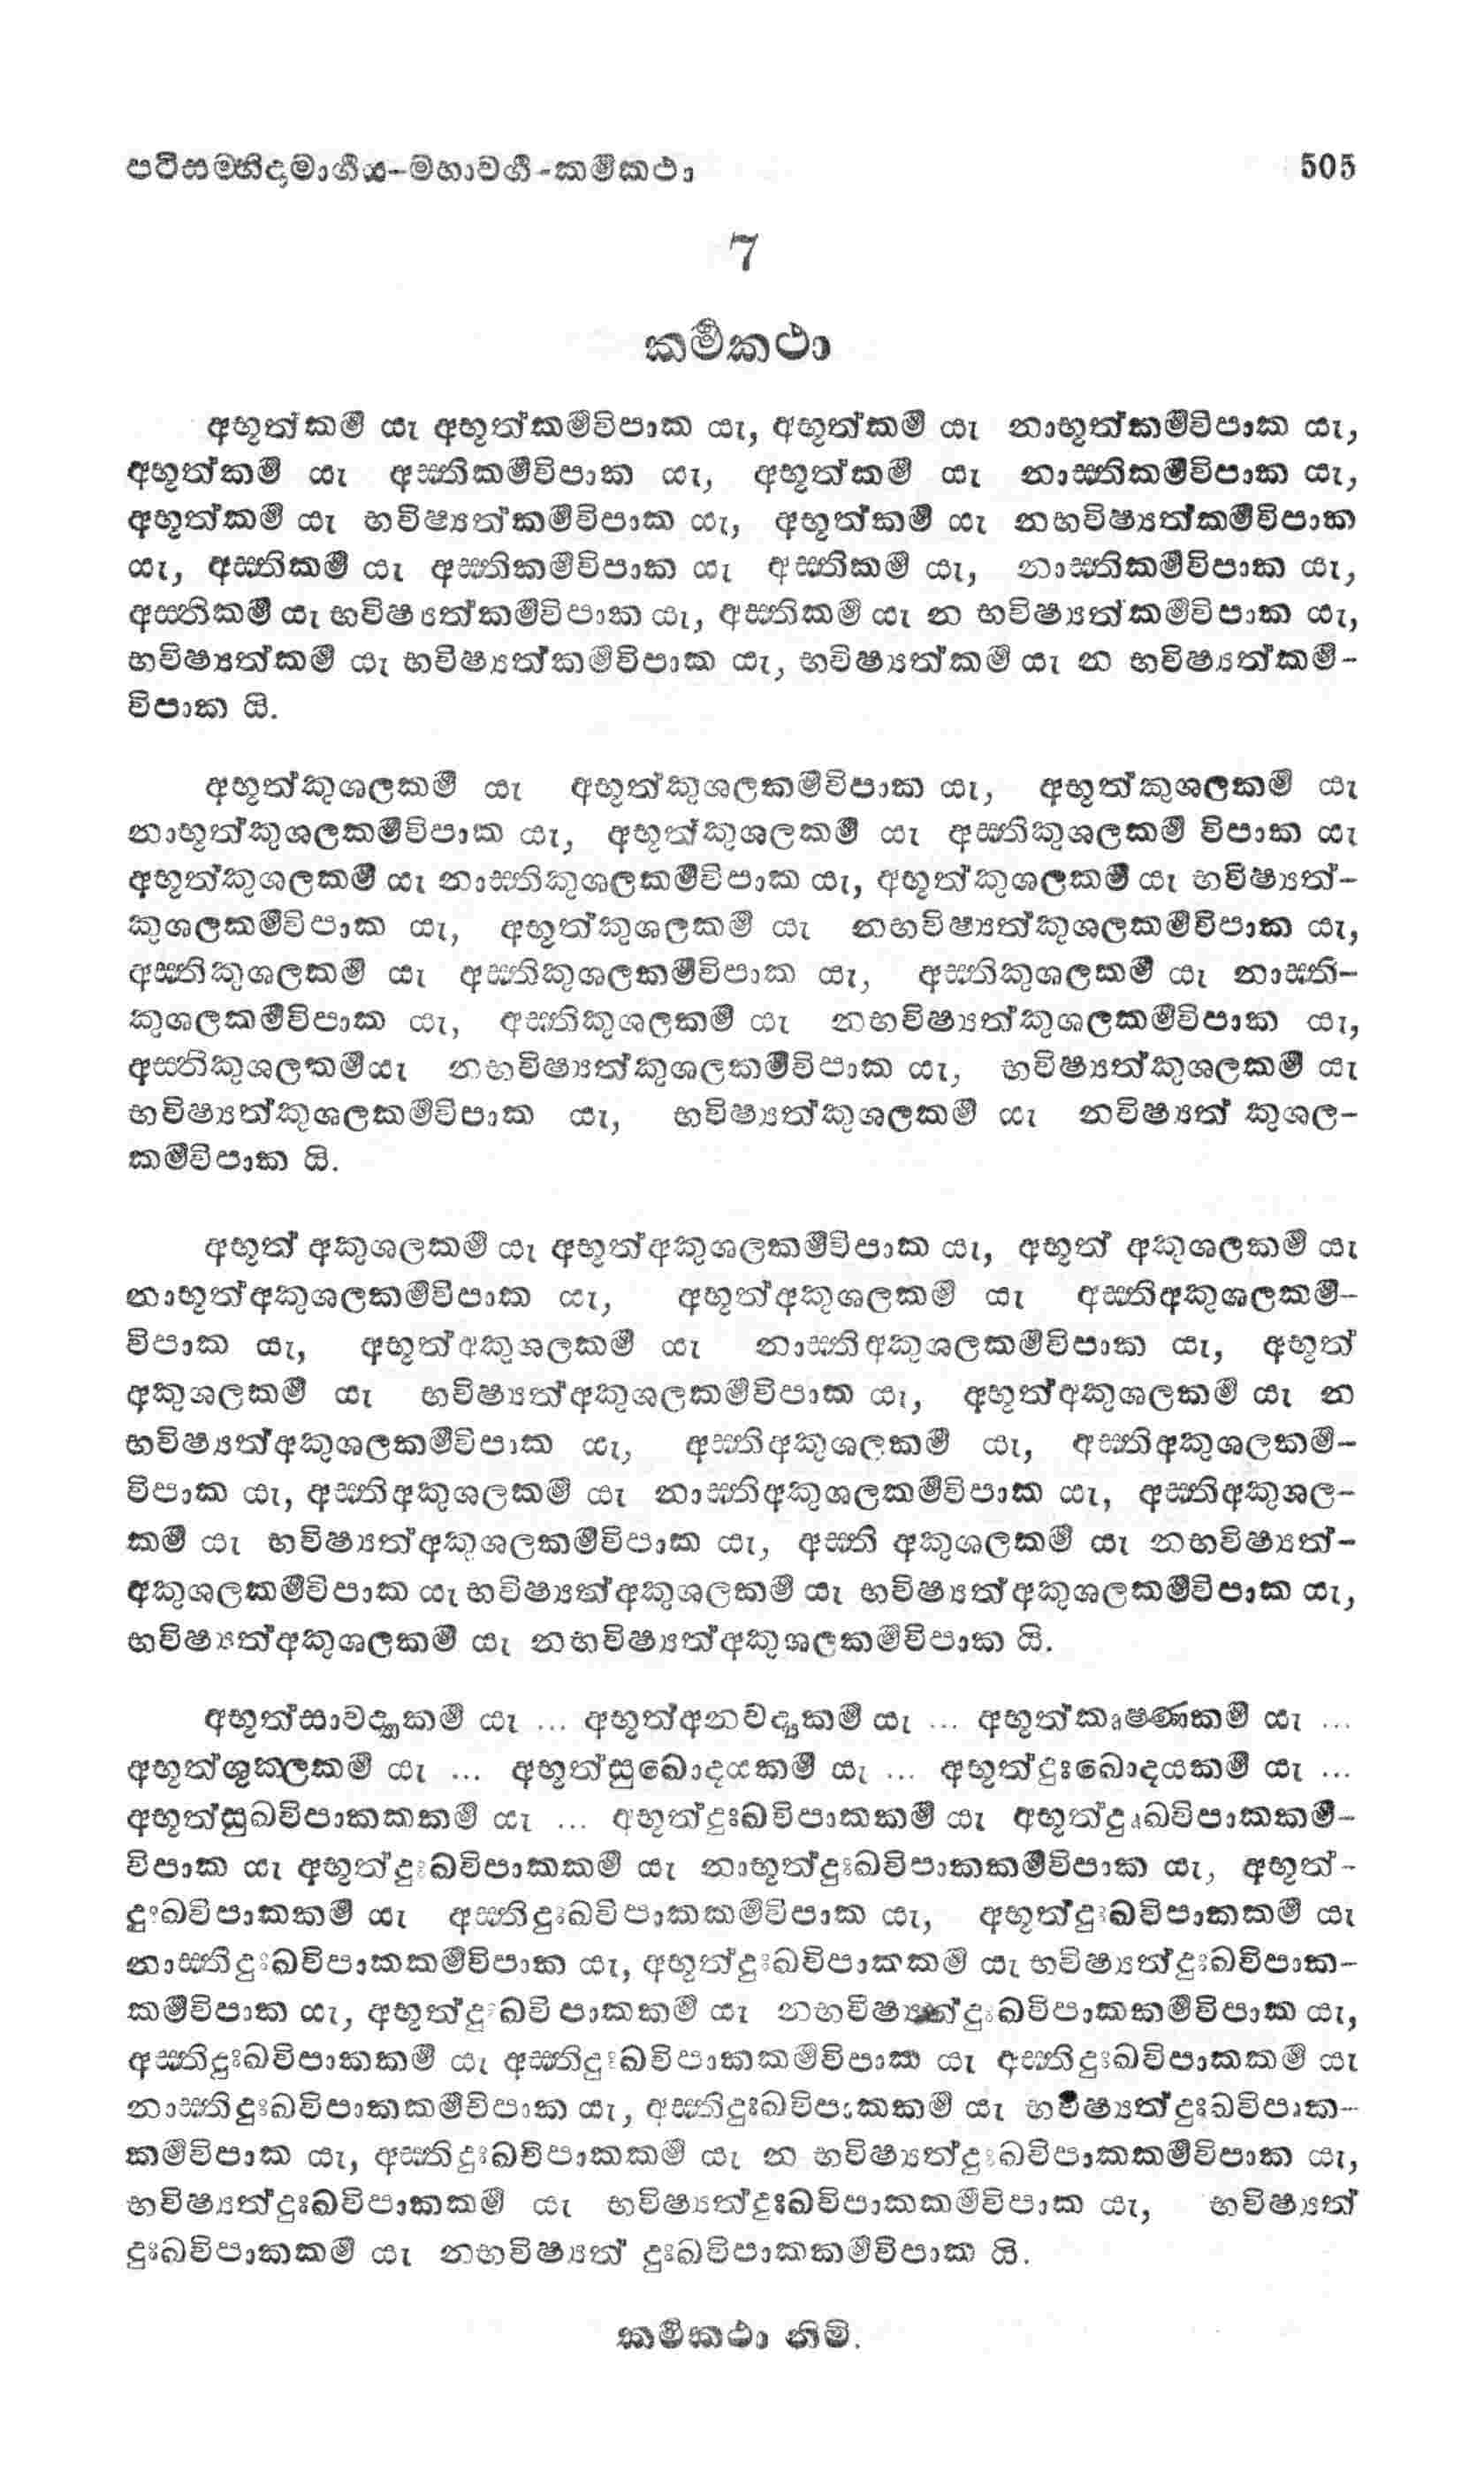 පටිසම්භිදාමාර්ගය-මහාවර්ග-කර්මකථා 505
7
කර්මකථා
අභූත්කර්ම යැ අභූත්කර්මවිපාක යැ, අභූත්කර්ම යැ නාභූත්කර්මවිපාක යැ,
අභූත්කර්ම යැ අස්තිකර්මවිපාක යැ, අභූත්කර්ම යැ නාස්තිකර්මවිපාක යැ,
අභූත්කර්ම යැ භවිෂ්‍යත්කර්මවිපාක යැ, අභූත්කර්ම යැ නභවිෂ්‍යත්කර්මවිපාක
යැ, අස්තිකර්ම යැ අස්තිකර්මවිපාක යැ අස්තිකර්ම යැ, නාස්තිකර්මවිපාක යැ,
අස්තිකර්ම යැ භවිෂ්‍යත්කර්මවිපාක යැ, අස්තිකර්ම යැ න භවිෂ්‍යත්කර්මවිපාක යැ,
භවිෂ්‍යත්කර්ම යැ භවිෂ්‍යත්කර්මවිපාක යැ, භවිෂ්‍යත්කර්ම යැ න භවිෂ්‍යත්කර්ම-
විපාක යි.
අභූත්කුශලකර්ම යැ අභූත්කුශලකර්මවිපාක යැ, අභූත්කුශලකර්ම යැ
නාභූත්කුශලකර්මවිපාක යැ, අභූත්කුශලකර්ම යැ අස්තිකුශලකර්ම විපාක යැ
අභූත්කුශලකර්ම යැ නාස්තිකුශලකර්මවිපාක යැ, අභූත්කුශලකර්ම යැ භවිෂ්‍යත්-
කුශලකර්මවිපාක යැ, අභූත්කුශලකර්ම යැ නභවිෂ්‍යත්කුශලකර්මවිපාක යැ,
අස්තිකුශලකර්ම යැ අස්තිකුශලකර්මවිපාක යැ, අස්තිකුශලකර්ම යැ නාස්ති-
කුශලකර්මවිපාක යැ, අස්තිකුශලකර්ම යැ නභවිෂ්‍යත්කුශලකර්මවිපාක යැ,
අස්තිකුශලකර්මයැ නභවිෂ්‍යත්කුශලකර්මවිපාක යැ, භවිෂ්‍යත්කුශලකර්ම යැ
භවිෂ්‍යත්කුශලකර්මවිපාක යැ, භවිෂ්‍යත්කුශලකර්ම යැ නවිෂ්‍යත් කුශල-
කර්මවිපාක යි.
අභූත් අකුශලකර්ම යැ අභූත්අකුශලකර්මවිපාක යැ, අභූත් අකුශලකර්ම යැ
නාභූත්අකුශලකර්මවිපාක යැ, අභූත්අකුශලකර්ම යැ අස්තිඅකුශලකර්ම-
විපාක යැ, අභූත්අකුශලකර්ම යැ නාස්තිඅකුශලකර්මවිපාක යැ, අභූත්
අකුශලකර්ම යැ භවිෂ්‍යත්අකුශලකර්මවිපාක යැ, අභූත්අකුශලකර්ම යැ න
භවිෂ්‍යත්අකුශලකර්මවිපාක යැ, අස්තිඅකුශලකර්ම යැ, අස්තිඅකුශලකර්ම-
විපාක යැ, අස්තිඅකුශලකර්ම යැ නාස්තිඅකුශලකර්මවිපාක යැ, අස්තිඅකුශල-
කර්ම යැ භවිෂ්‍යත්අකුශලකර්මවිපාක යැ, අස්ති අකුශලකර්ම යැ නභවිෂ්‍යත්-
අකුශලකර්මවිපාක යැ භවිෂ්‍යත්අකුශලකර්ම යැ භවිෂ්‍යත්අකුශලකර්මවිපාක යැ,
භවිෂ්‍යත්අකුශලකර්ම යැ නභවිෂ්‍යත්අකුශලකර්මවිපාක යි.
අභූත්සාවද්‍යකර්ම යැ ... අභූත්අනවද්‍යකර්ම යැ ... අභූත්කෘෂ්ණකර්ම යැ ...
අභූත්ශුක්ලකර්ම යැ ... අභූත්සුඛොදයකර්ම යැ ... අභූත්දුඃඛොදයකර්ම යැ ...
අභූත්සුඛවිපාකකකර්ම යැ ... අභූත්දුඃඛවිපාකකර්ම යැ අභූත්දුඃඛවිපාකකර්ම-
විපාක යැ අභූත්දුඃඛවිපාකකර්ම යැ නාභූත්දුඃඛවිපාකකර්මවිපාක යැ, අභූත්-
දුඃඛවිපාකකර්ම යැ අස්තිදුඃඛවිපාකකර්මවිපාක යැ, අභූත්දුඃඛවිපාකකර්ම යැ
නාස්තිදුඃඛවිපාකකර්මවිපාක යැ, අභූත්දුඃඛවිපාකකර්ම යැ භවිෂ්‍යත්දුඃඛවිපාක-
කර්මවිපාක යැ, අභූත්දුඃඛවිපාකකර්ම යැ නභවිෂ්‍යත්දුඃඛවිපාකකර්මවිපාක යැ,
අස්තිදුඃඛවිපාකකර්ම යැ අස්තිදුඃඛවිපාකකර්මවිපාක යැ අස්තිදුඃඛවිපාකකර්ම යැ
නාස්තිදුඃඛවිපාකකර්මවිපාක යැ, අස්තිදුඃඛවිපාකකර්ම යැ භවිෂ්‍යත්දුඃඛවිපාක-
කර්මවිපාක යැ, අස්තිදුඃඛවිපාකකර්ම යැ න භවිෂ්‍යත්දුඃඛවිපාකකර්මවිපාක යැ,
භවිෂ්‍යත්දුඃඛවිපාකකර්ම යැ භවිෂ්‍යත්දුඃඛවිපාකකර්මවිපාක යැ, භවිෂ්‍යත්
දුඃඛවිපාකකර්ම යැ නභවිෂ්‍යත් දුඃඛවිපාකකර්මවිපාක යි.
කර්මකථා නිමි.